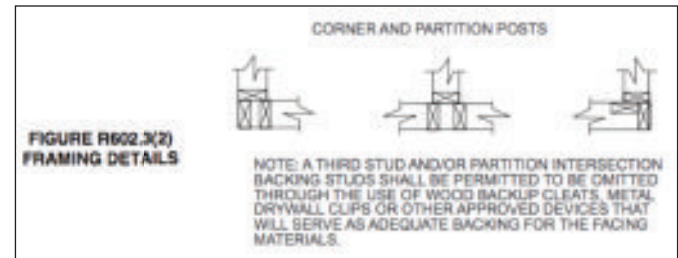 CORNER AND PARTITION POSTS
FIGURE R602.3(2)
FRAMING DETAILS
NOTE: A THIRD STUD AND/OR PARTITION INTERSECTION
BACKING STUDS SHALL BE PERMITTED TO BE OMITTED
THROUGH THE USE OF WOOD BACKUP CLEATS, METAL
DRYWALL CLIPS OR OTHER APPROVED DEVICES THAT
WILL SERVE AS ADEQUATE BACKING FOR THE FACING
MATERIALS.